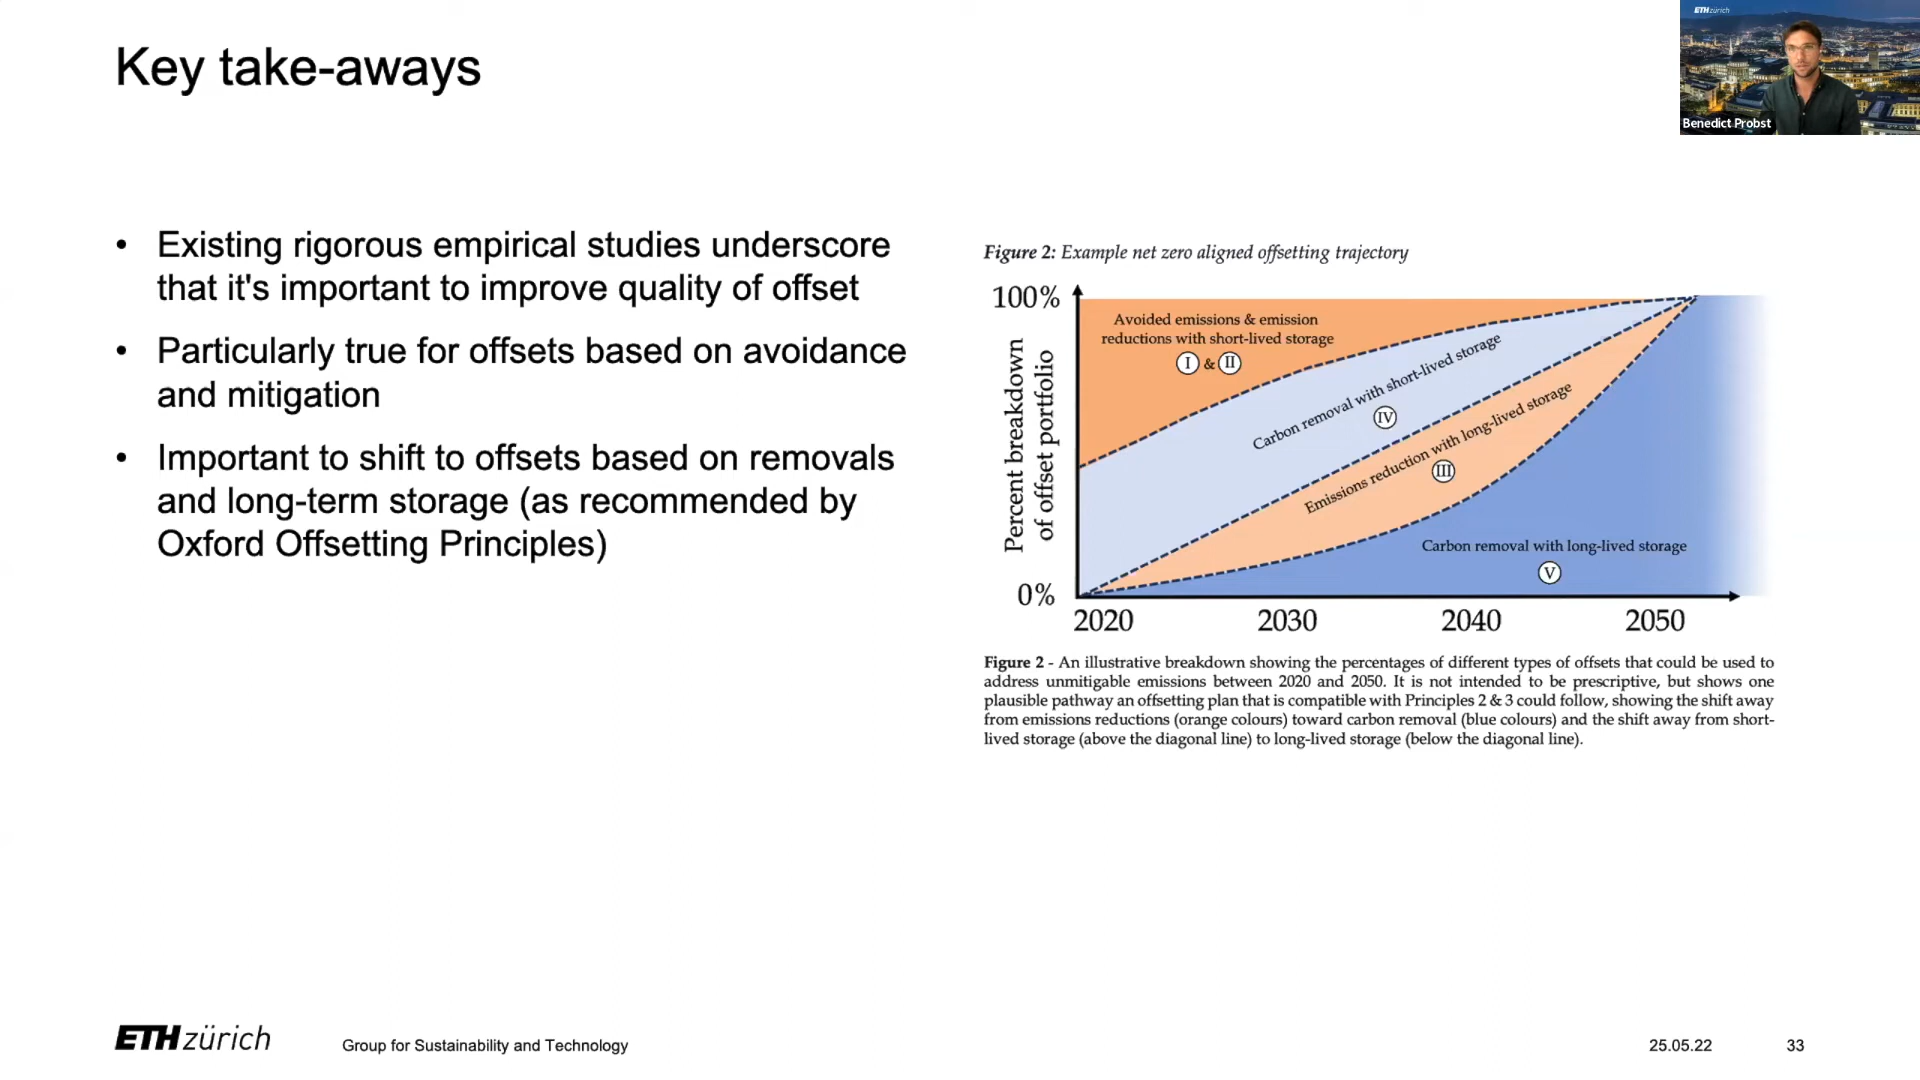 Key take-aways
ETHzürich
Benedict Probst
• Existing rigorous empirical studies underscore
that it's important to improve quality of offset
• Particularly true for offsets based on avoidance
and mitigation
• Important to shift to offsets based on removals
and long-term storage (as recommended by
Oxford Offsetting Principles)
Figure 2: Example net zero aligned offsetting trajectory
100%
Percent breakdown
of offset portfolio
0%
Avoided emissions & emission
reductions with short-lived storage
I & II
Carbon removal with short-lived storage
IV
Emissions reduction with long-lived storage
III
Carbon removal with long-lived storage
V
2020 2030 2040 2050
Figure 2 - An illustrative breakdown showing the percentages of different types of offsets that could be used to
address unmitigable emissions between 2020 and 2050. It is not intended to be prescriptive, but shows one
plausible pathway an offsetting plan that is compatible with Principles 2 & 3 could follow, showing the shift away
from emissions reductions (orange colours) toward carbon removal (blue colours) and the shift away from short-
lived storage (above the diagonal line) to long-lived storage (below the diagonal line).
ETHzürich
Group for Sustainability and Technology
25.05.22
33